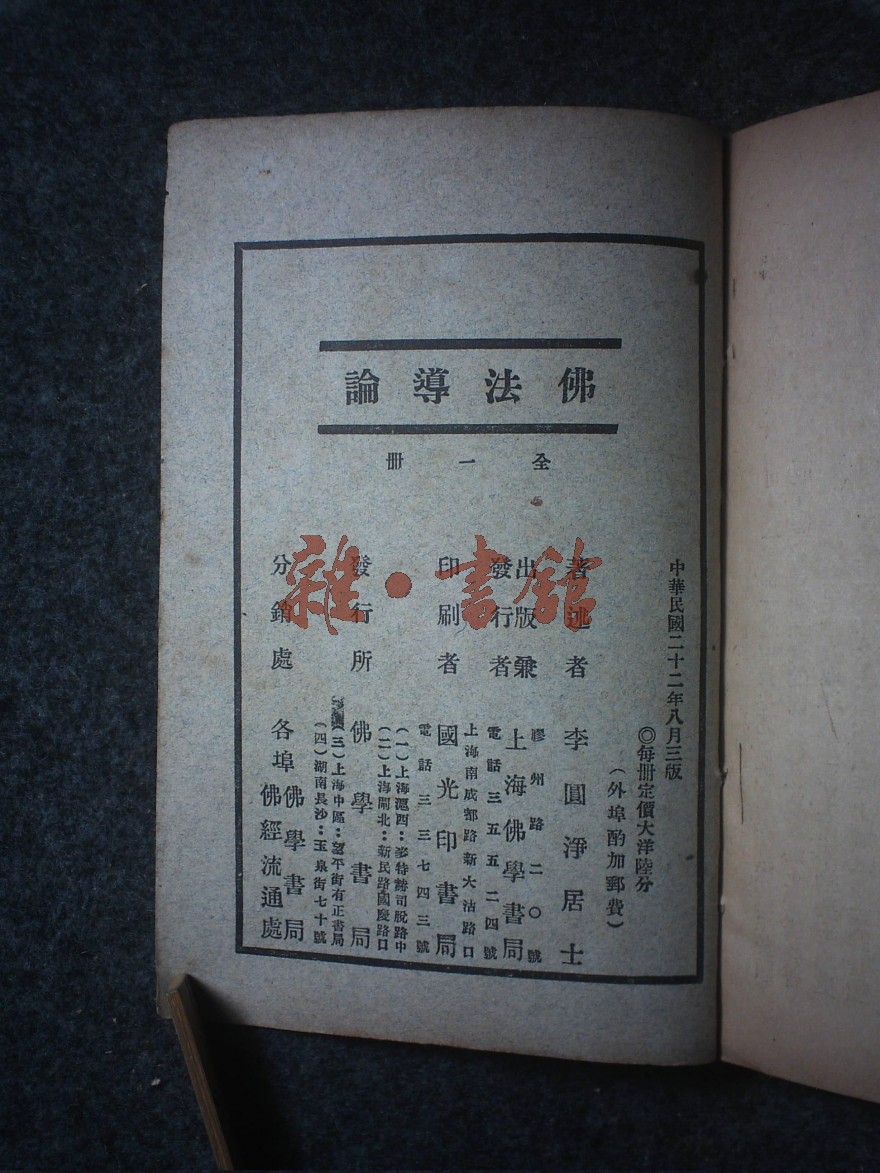 佛法導論
全一冊
中華民國二十二年八月三版
◎每册定價大洋陸分
（外埠酌加郵費）
著述者 李圓淨居士
出版兼發行者 上海佛學書局
膠州路二〇號
電話三五五二四號
印刷者 國光印書局
上海南成都路新大沽路口
電話三三七四三號
發行所 佛學書局
（一）上海滬西：麥特赫司脫路中
（二）上海閘北：新民路國慶路口
（三）上海中區：望平街有正書局
（四）湖南長沙：玉泉街七十號
分銷處 各埠佛學書局
佛經流通處
雜·書館